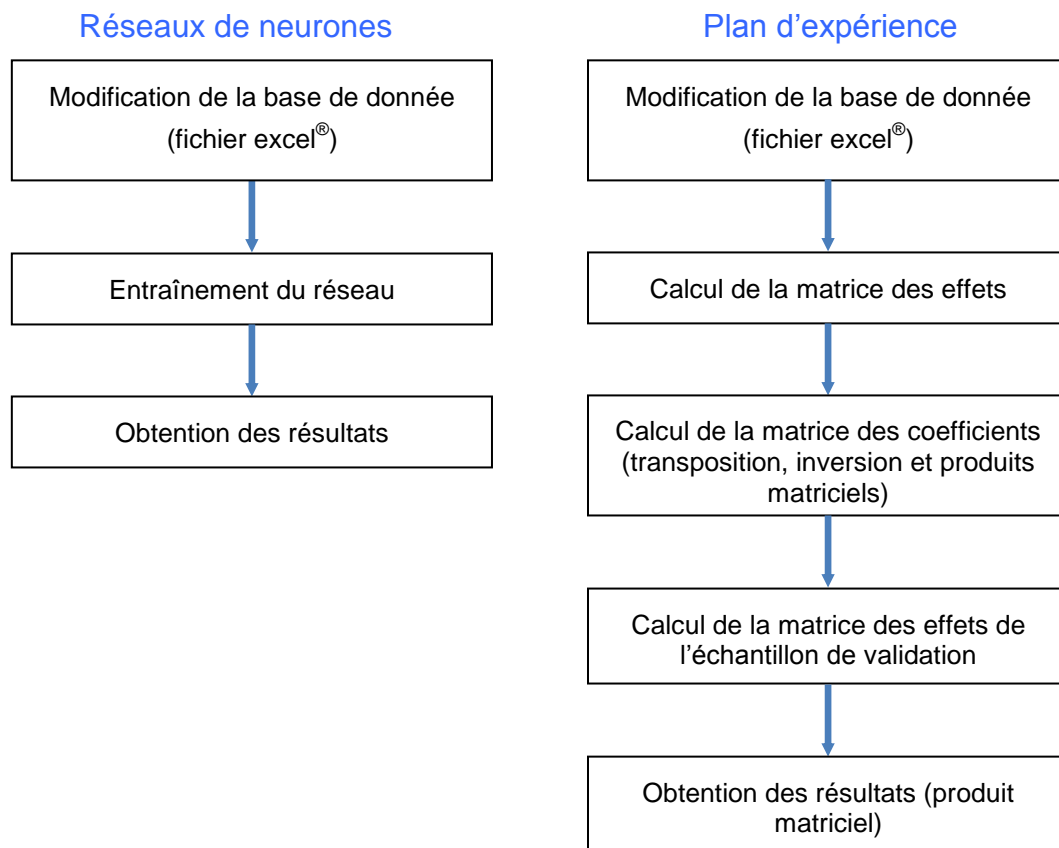 Réseaux de neurones
Modification de la base de donnée
(fichier excel®)
Entraînement du réseau
Obtention des résultats
Plan d’expérience
Modification de la base de donnée
(fichier excel®)
Calcul de la matrice des effets
Calcul de la matrice des coefficients
(transposition, inversion et produits
matriciels)
Calcul de la matrice des effets de
l’échantillon de validation
Obtention des résultats (produit
matriciel)